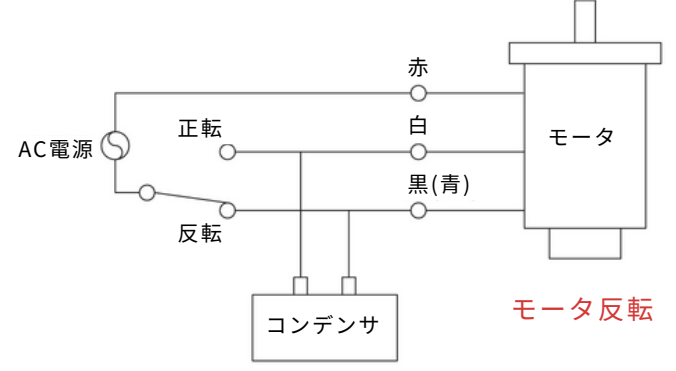 赤
正転
白
AC電源
モータ
黒(青)
反転
モータ反転
コンデンサ